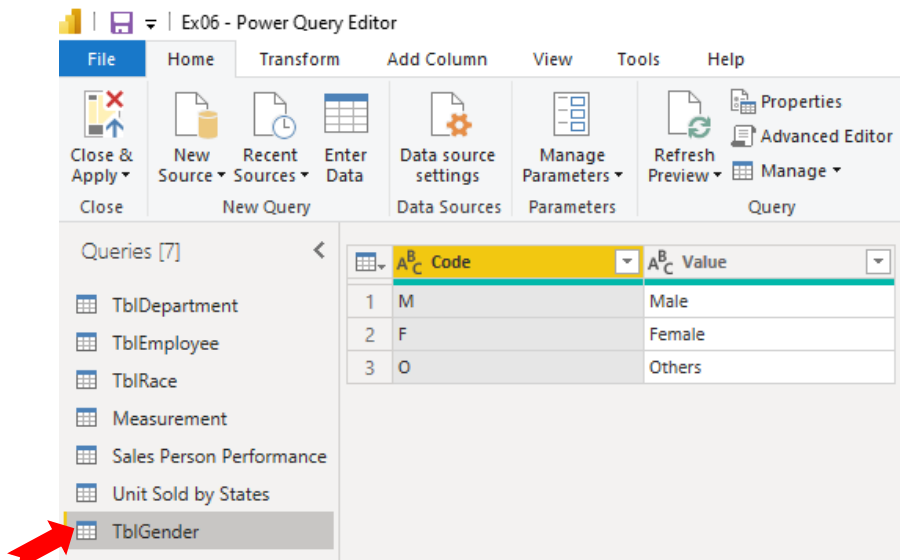 Ex06 - Power Query Editor
File Home Transform Add Column View Tools Help
Close & Apply
New Source
Recent Sources
Enter Data
Data source settings
Manage Parameters
Refresh Preview
Properties
Advanced Editor
Manage
Close New Query Data Sources Parameters Query
Queries [7]
TblDepartment
TblEmployee
TblRace
Measurement
Sales Person Performance
Unit Sold by States
TblGender
ABC Code ABC Value
1 M Male
2 F Female
3 O Others